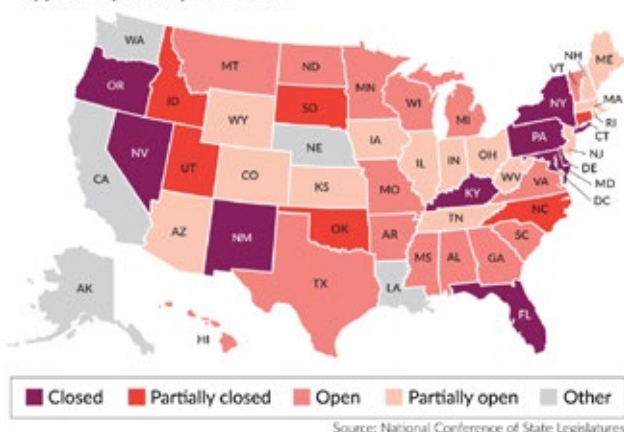 WA
NH
ME
VT
MT
ND
MN
OR
ID
SD
WI
MI
NY
MA
RI
CT
WY
IA
PA
NJ
NE
NV
UT
IL
IN
OH
DE
MD
DC
CA
CO
KS
MO
WV
VA
KY
AZ
NM
OK
AR
TN
NC
SC
TX
MS
AL
GA
LA
AK
HI
FL
Closed Partially closed Open Partially open Other
Source: National Conference of State Legislatures